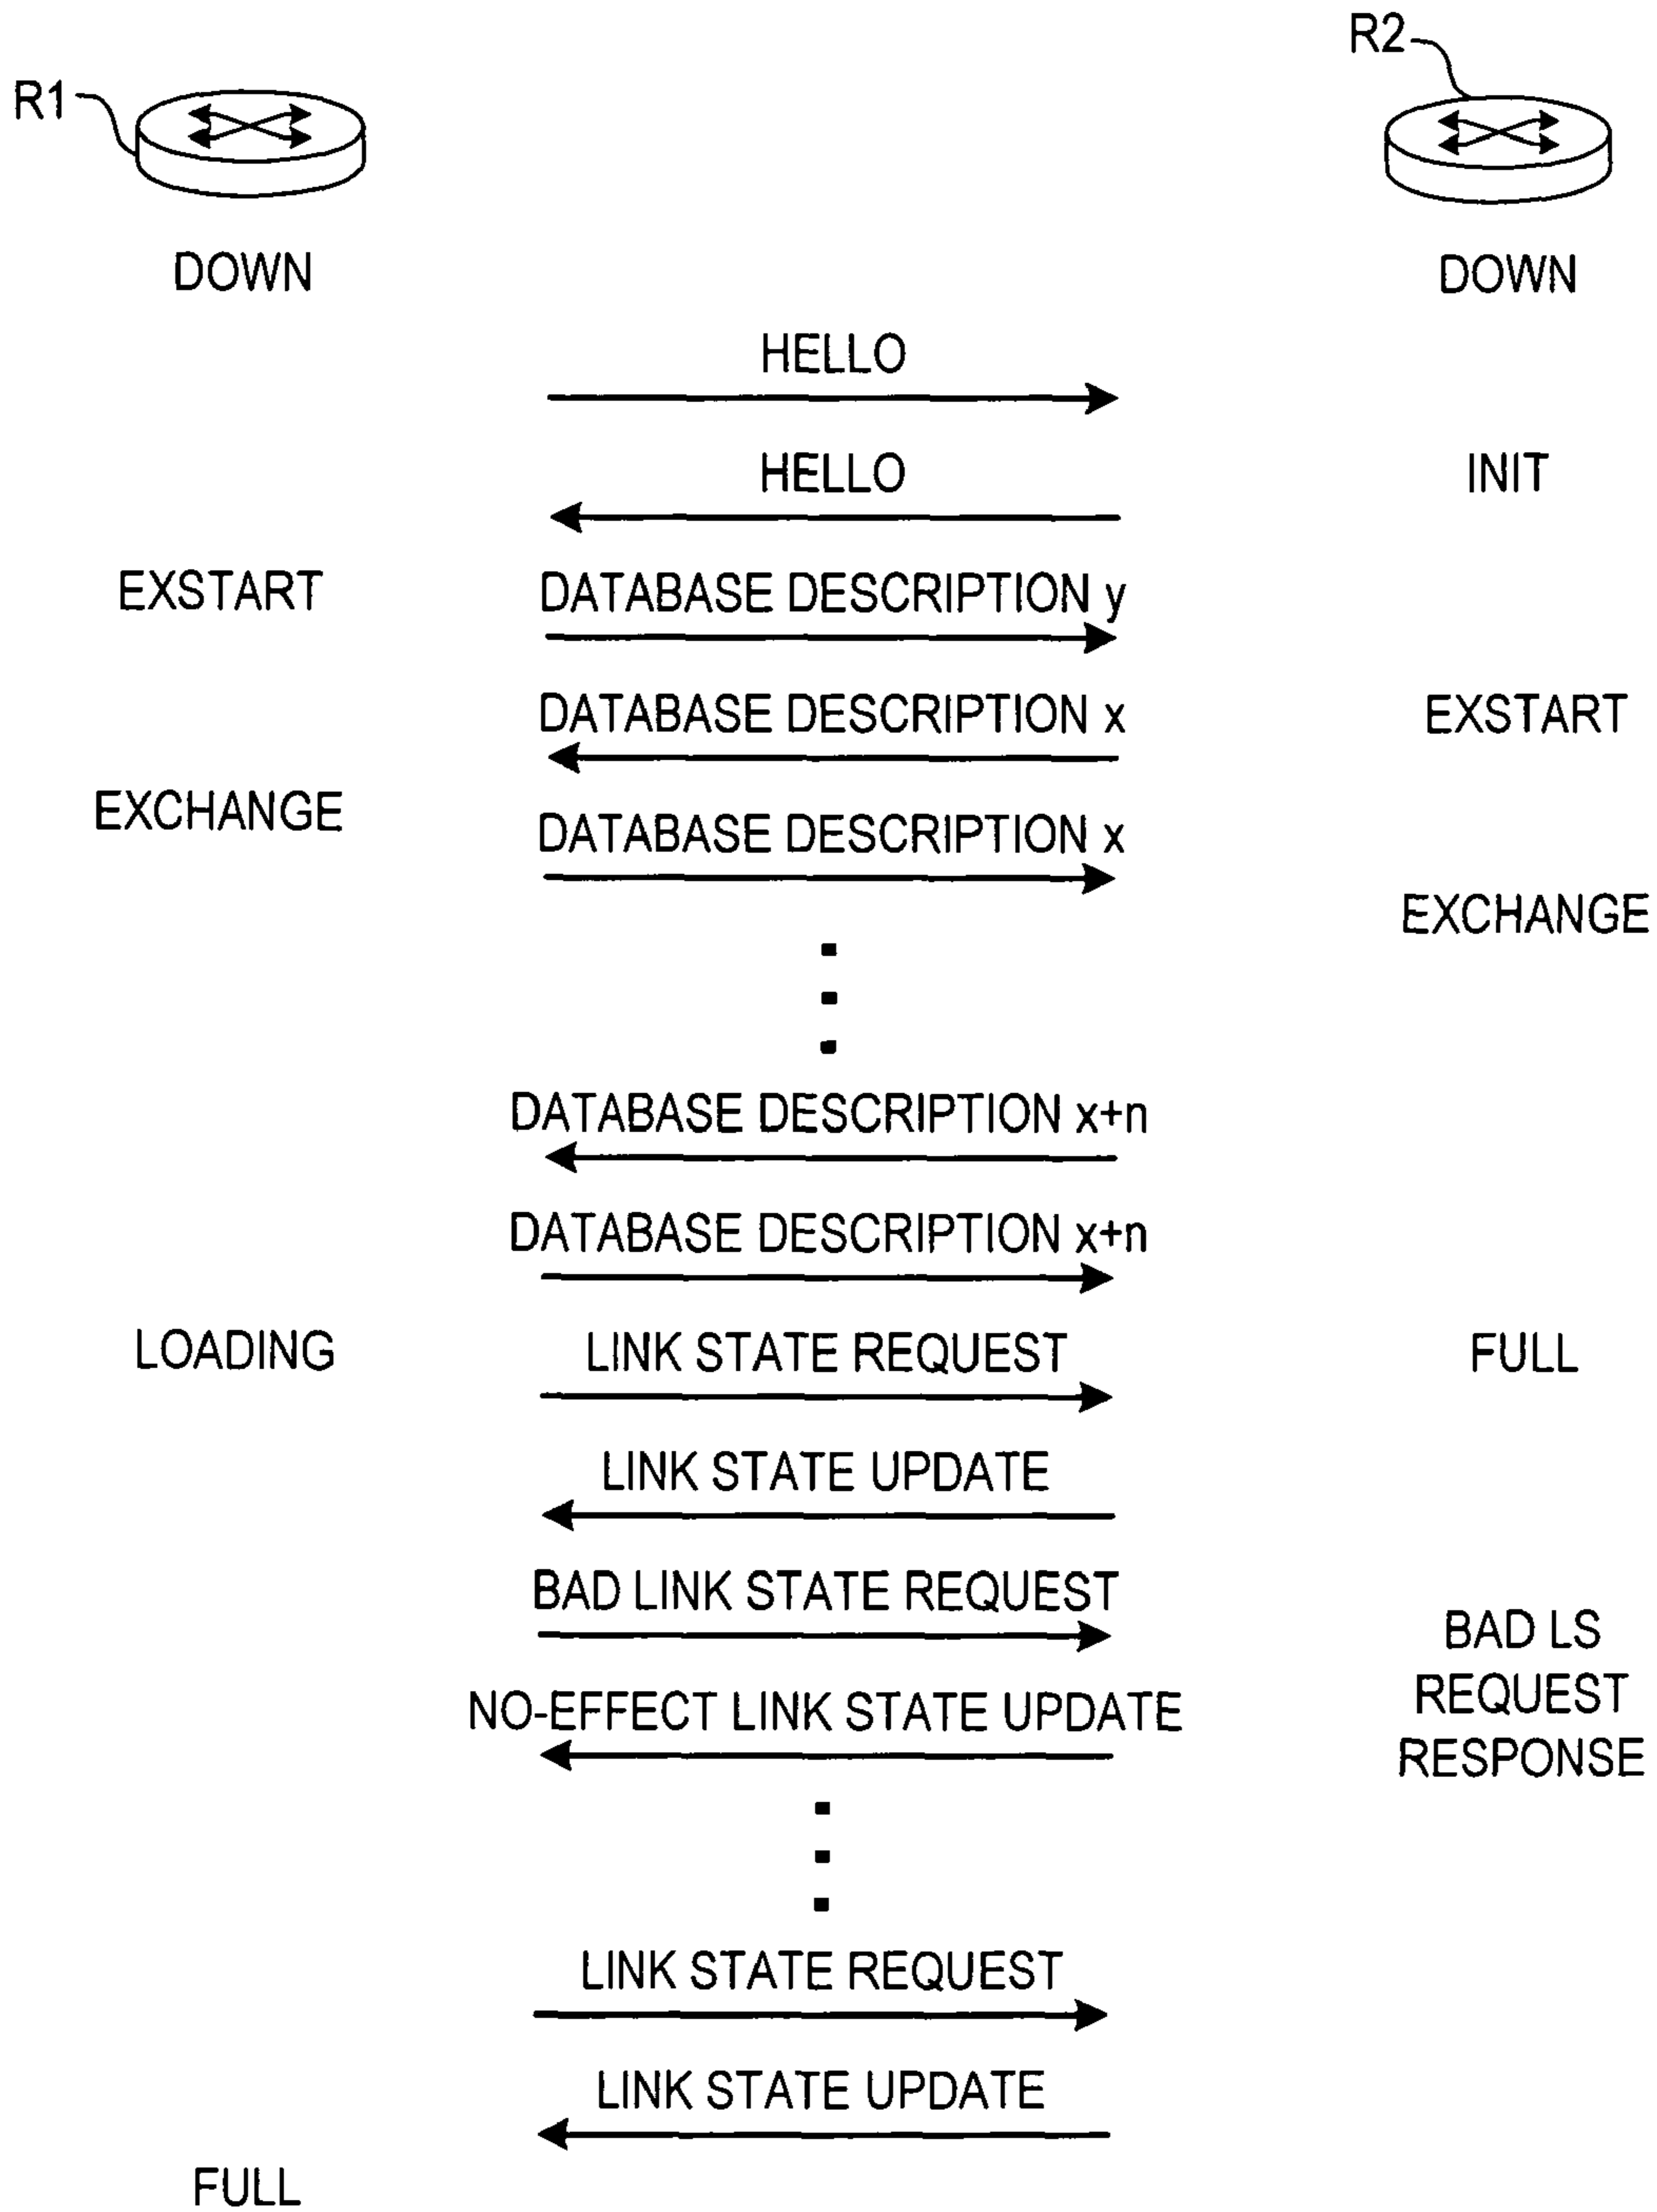 R1
R2
DOWN
DOWN
HELLO
HELLO
INIT
EXSTART
DATABASE DESCRIPTION y
DATABASE DESCRIPTION x
EXSTART
EXCHANGE
DATABASE DESCRIPTION x
EXCHANGE
DATABASE DESCRIPTION x+n
DATABASE DESCRIPTION x+n
LOADING
LINK STATE REQUEST
FULL
LINK STATE UPDATE
BAD LINK STATE REQUEST
NO-EFFECT LINK STATE UPDATE
BAD LS
REQUEST
RESPONSE
LINK STATE REQUEST
LINK STATE UPDATE
FULL